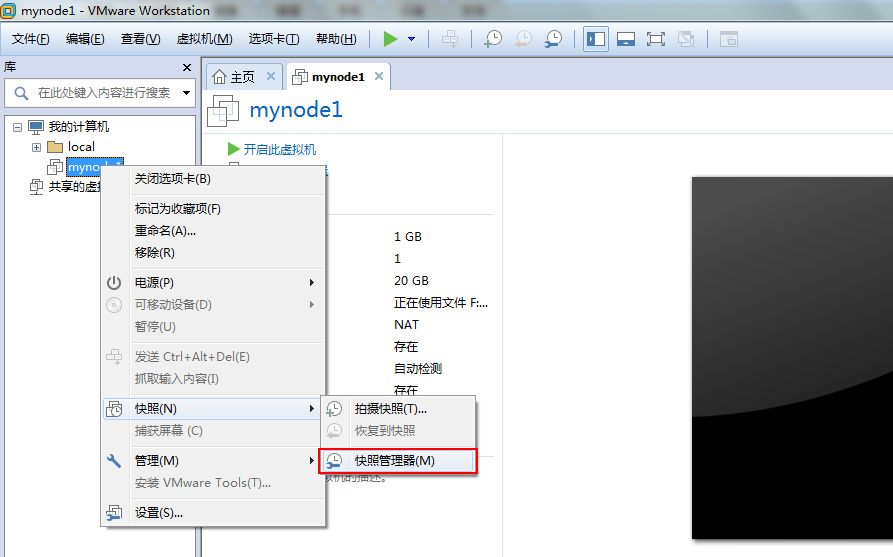 mynode1 - VMware Workstation
文件(F) 编辑(E) 查看(V) 虚拟机(M) 选项卡(T) 帮助(H)
库
主页
mynode1
在此处键入内容进行搜索
mynode1
我的计算机
local
开启此虚拟机
共享的虚
关闭选项卡(B)
标记为收藏项(F)
重命名(A)...
移除(R)
电源(P)
可移动设备(D)
暂停(U)
发送 Ctrl+Alt+Del(E)
抓取输入内容(I)
快照(N)
捕获屏幕 (C)
管理(M)
安装 VMware Tools(T)...
设置(S)...
1 GB
1
20 GB
正在使用文件 F:...
NAT
存在
自动检测
存在
拍摄快照(T)...
恢复到快照
快照管理器(M)
机的描述。